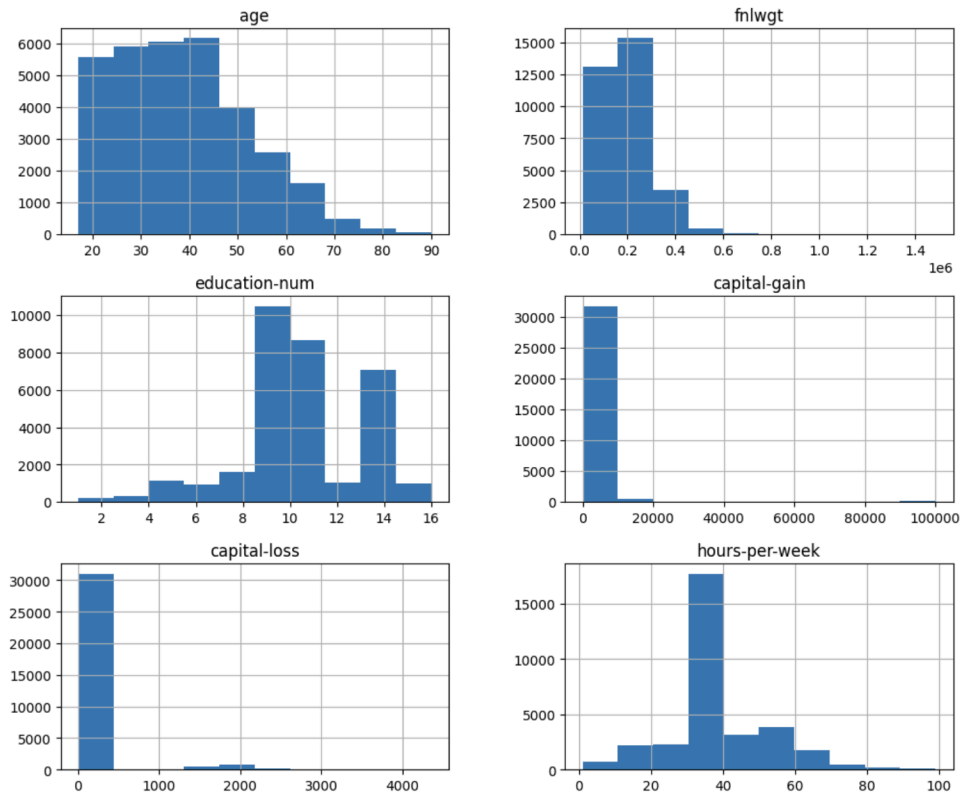 age
6000
5000
4000
3000
2000
1000
0
20 30 40 50 60 70 80 90
fnlwgt
15000
12500
10000
7500
5000
2500
0
0.0 0.2 0.4 0.6 0.8 1.0 1.2 1.4
1e6
education-num
10000
8000
6000
4000
2000
0
2 4 6 8 10 12 14 16
capital-gain
30000
25000
20000
15000
10000
5000
0
0 20000 40000 60000 80000 100000
capital-loss
30000
25000
20000
15000
10000
5000
0
0 1000 2000 3000 4000
hours-per-week
15000
10000
5000
0
0 20 40 60 80 100